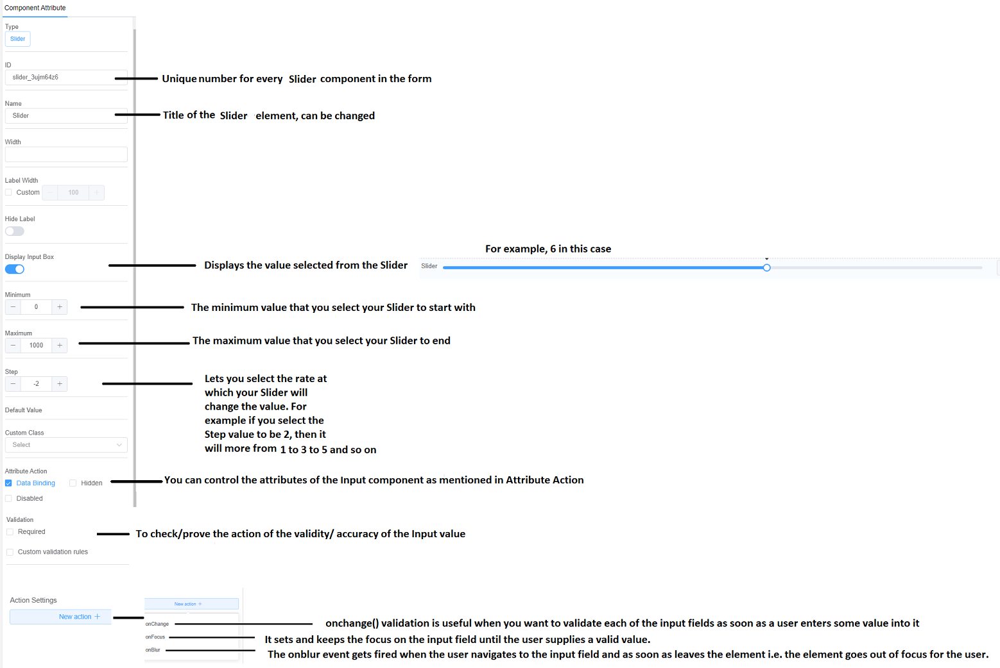 Component Attribute
Type
Slider
ID
slider_3ujm64z6
Unique number for every Slider component in the form
Name
Slider
Title of the Slider element, can be changed
Width
Label Width
Custom
100
Hide Label
Display Input Box
Displays the value selected from the Slider
For example, 6 in this case
Slider
Minimum
0
The minimum value that you select your Slider to start with
Maximum
1000
The maximum value that you select your Slider to end
Step
-2
Lets you select the rate at
which your Slider will
change the value. For
example if you select the
Step value to be 2, then it
will more from 1 to 3 to 5 and so on
Default Value
Custom Class
Select
Attribute Action
Data Binding Hidden
You can control the attributes of the Input component as mentioned in Attribute Action
Disabled
Validation
Required
To check/prove the action of the validity/ accuracy of the Input value
Custom validation rules
Action Settings
New action +
New action +
onChange
onchange() validation is useful when you want to validate each of the input fields as soon as a user enters some value into it
onFocus
It sets and keeps the focus on the input field until the user supplies a valid value.
onBlur
The onblur event gets fired when the user navigates to the input field and as soon as leaves the element i.e. the element goes out of focus for the user.